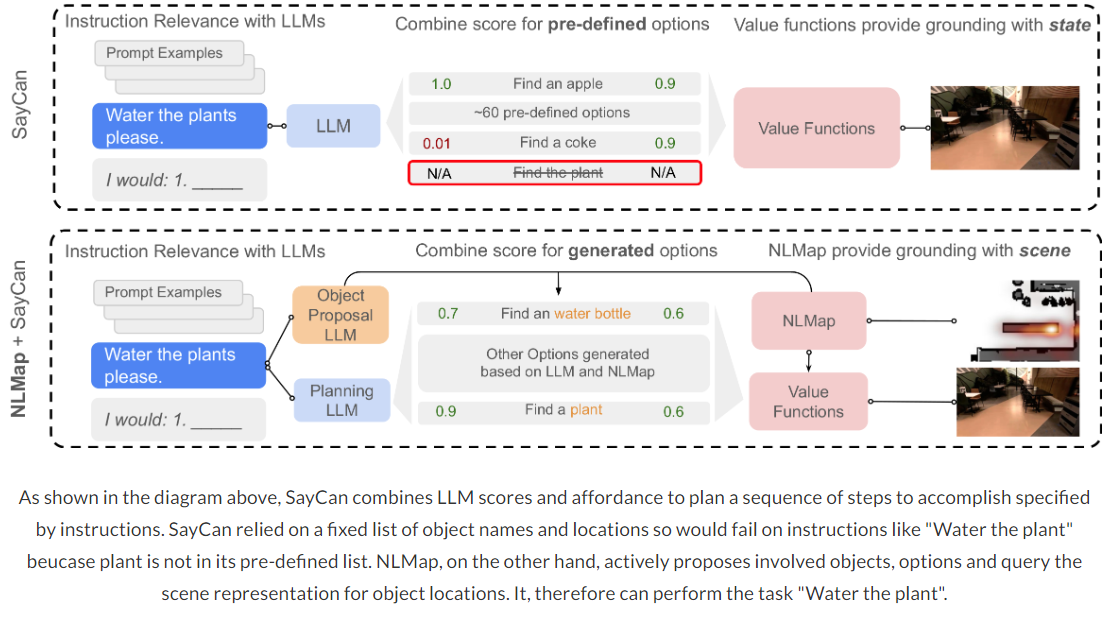 SayCan
Instruction Relevance with LLMs
Combine score for pre-defined options
Value functions provide grounding with state
Prompt Examples
Water the plants
please.
I would: 1. _____
LLM
1.0 Find an apple 0.9
~60 pre-defined options
0.01 Find a coke 0.9
N/A Find the plant N/A
Value Functions
NLMap + SayCan
Instruction Relevance with LLMs
Combine score for generated options
NLMap provide grounding with scene
Prompt Examples
Water the plants
please.
I would: 1. _____
Object
Proposal
LLM
Planning
LLM
0.7 Find an water bottle 0.6
Other Options generated
based on LLM and NLMap
0.9 Find a plant 0.6
NLMap
Value
Functions
As shown in the diagram above, SayCan combines LLM scores and affordance to plan a sequence of steps to accomplish specified
by instructions. SayCan relied on a fixed list of object names and locations so would fail on instructions like "Water the plant"
beucase plant is not in its pre-defined list. NLMap, on the other hand, actively proposes involved objects, options and query the
scene representation for object locations. It, therefore can perform the task "Water the plant".